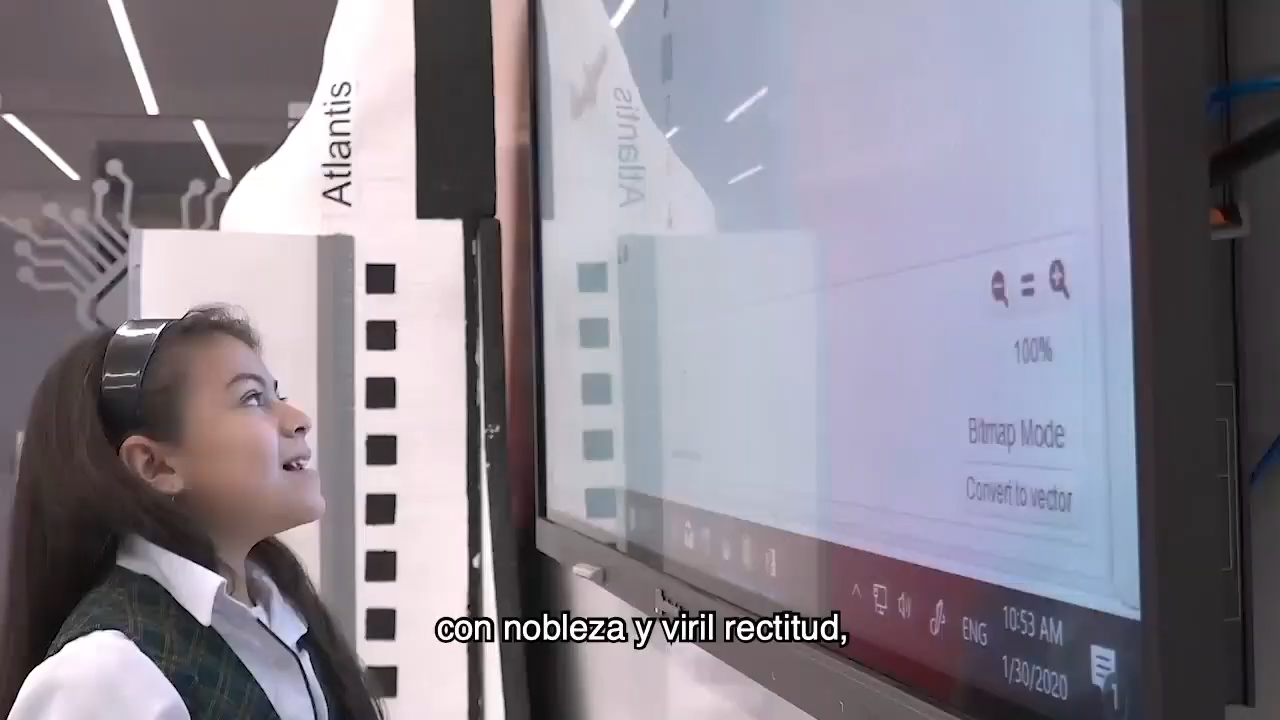 Atlantis
Atlantis
100%
Bitmap Mode
Convert to vector
con nobleza y viril rectitud,
ENG
10:53 AM
1/30/2020
1